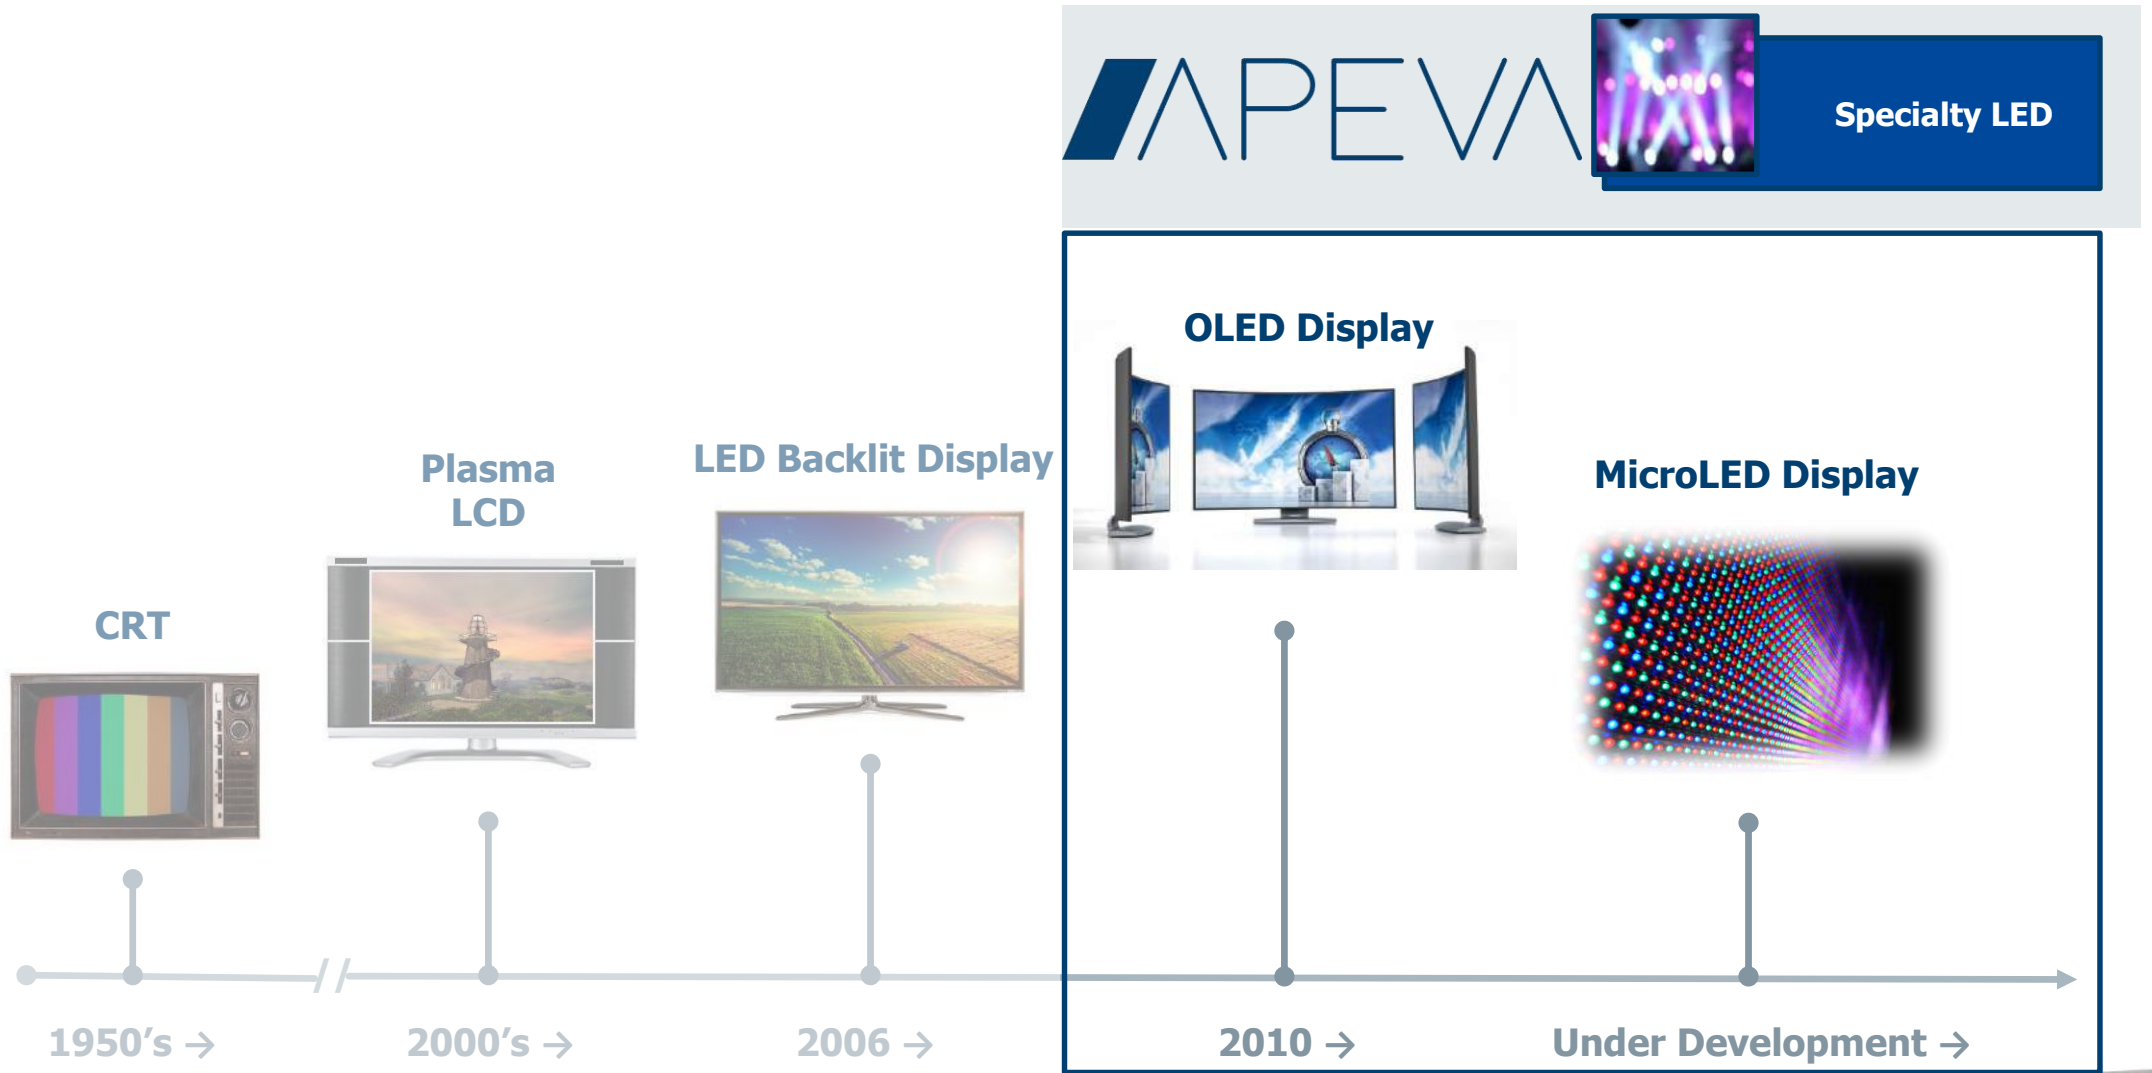 APEVA
Specialty LED
OLED Display
LED Backlit Display
Plasma
LCD
MicroLED Display
CRT
1950's →
2000's →
2006 →
2010 →
Under Development →